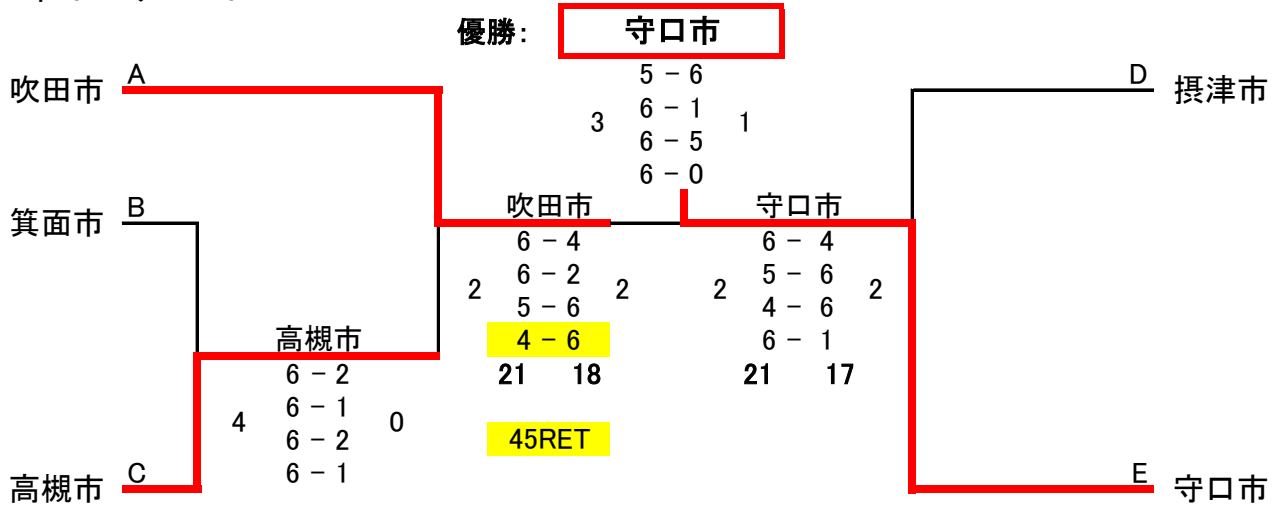 優勝: 守口市
5 － 6
6 － 1
6 － 5
6 － 0
3 1
吹田市 A
D 摂津市
箕面市 B
吹田市
6 － 4
6 － 2
5 － 6
4 － 6
2 2
21 18
45RET
守口市
6 － 4
5 － 6
4 － 6
6 － 1
2 2
21 17
高槻市
6 － 2
6 － 1
6 － 2
6 － 1
4 0
高槻市 C
E 守口市